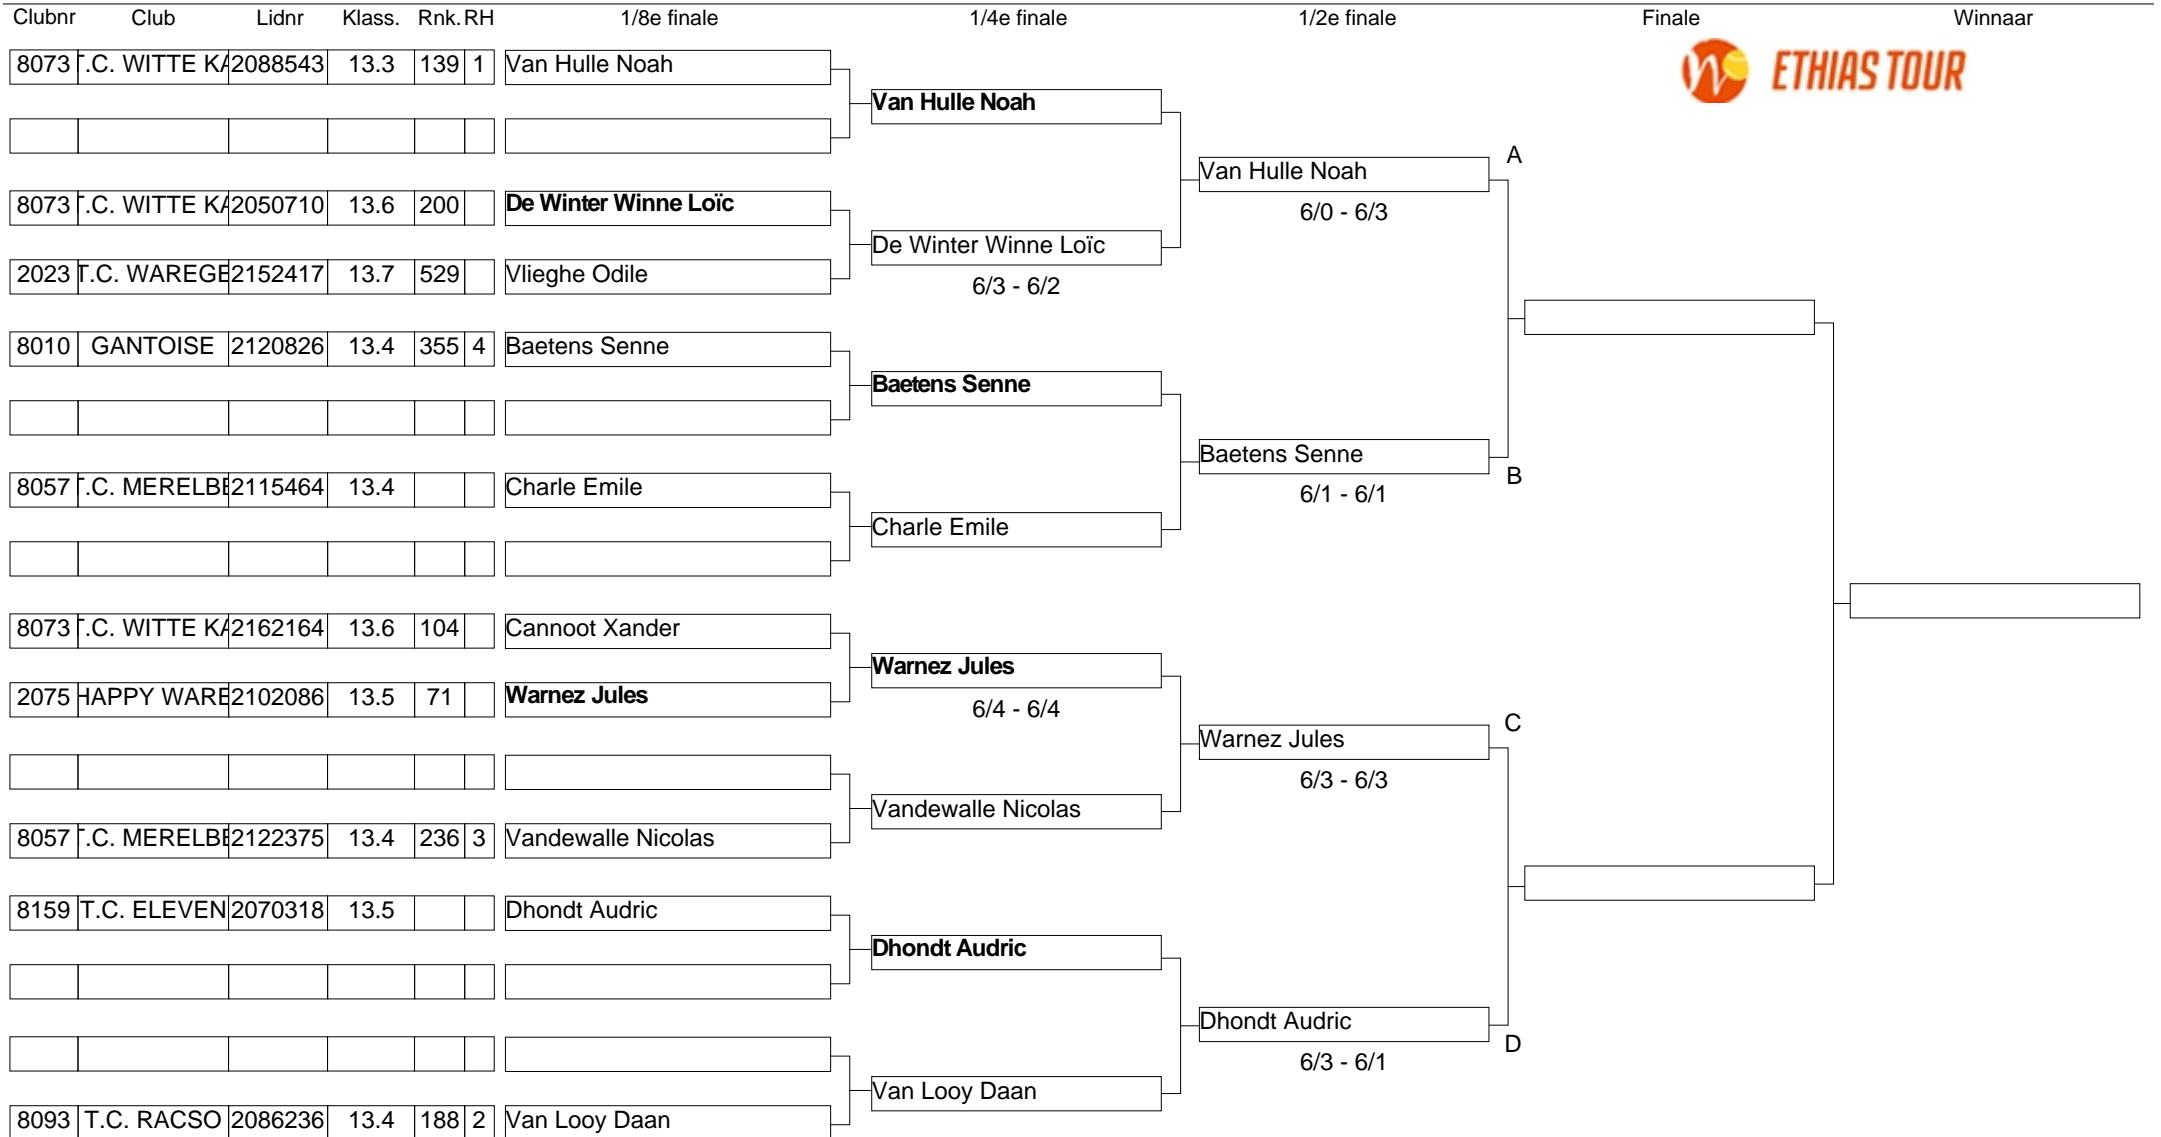 Clubnr Club Lidnr Klass. Rnk. RH 1/8e finale 1/4e finale 1/2e finale Finale Winnaar
ETHIAS TOUR
8073 T.C. WITTE KA 2088543 13.3 139 1 Van Hulle Noah
Van Hulle Noah
A
Van Hulle Noah
6/0 - 6/3
8073 T.C. WITTE KA 2050710 13.6 200 De Winter Winne Loïc
De Winter Winne Loïc
6/3 - 6/2
2023 T.C. WAREGE 2152417 13.7 529 Vlieghe Odile
8010 GANTOISE 2120826 13.4 355 4 Baetens Senne
Baetens Senne
Baetens Senne
B
6/1 - 6/1
8057 T.C. MERELBE 2115464 13.4 Charle Emile
Charle Emile
8073 T.C. WITTE KA 2162164 13.6 104 Cannoot Xander
Warnez Jules
6/4 - 6/4
2075 HAPPY WARE 2102086 13.5 71 Warnez Jules
C
Warnez Jules
6/3 - 6/3
Vandewalle Nicolas
8057 T.C. MERELBE 2122375 13.4 236 3 Vandewalle Nicolas
8159 T.C. ELEVEN 2070318 13.5 Dhondt Audric
Dhondt Audric
Dhondt Audric
D
6/3 - 6/1
Van Looy Daan
8093 T.C. RACSO 2086236 13.4 188 2 Van Looy Daan